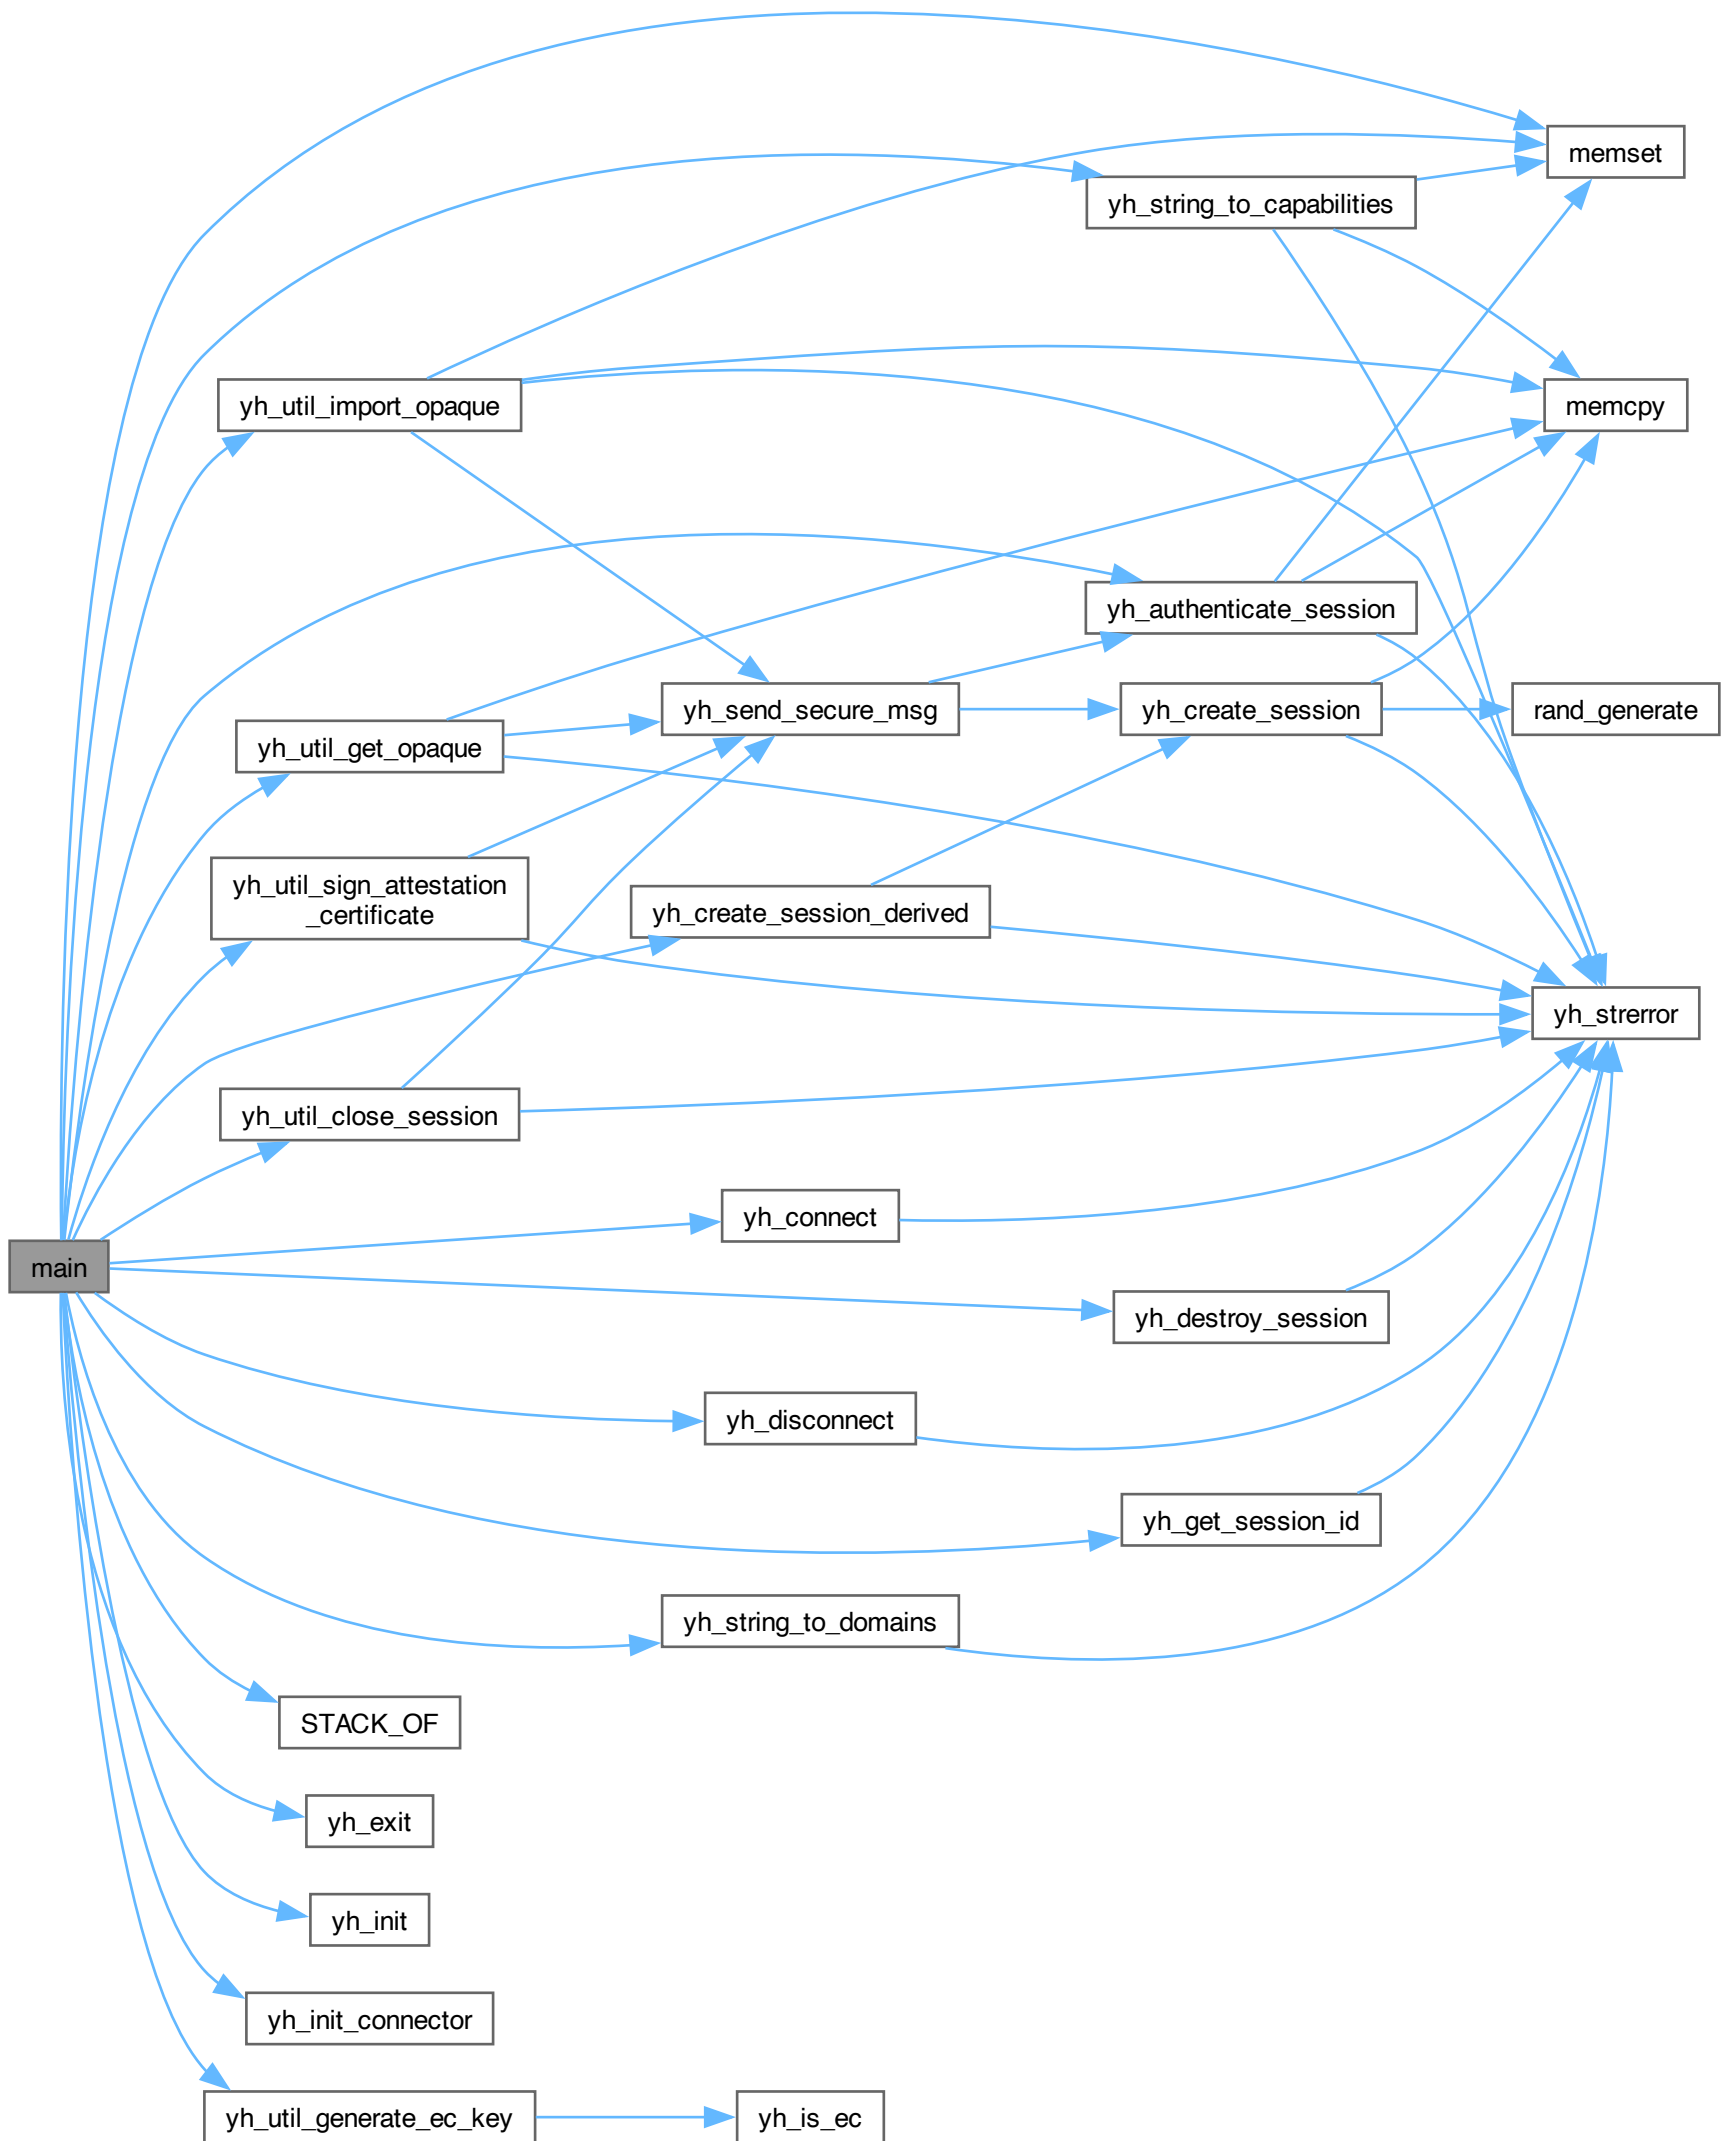 memset
yh_string_to_capabilities
yh_util_import_opaque
memcpy
yh_authenticate_session
yh_send_secure_msg
yh_create_session
rand_generate
yh_util_get_opaque
yh_util_sign_attestation
_certificate
yh_create_session_derived
yh_strerror
yh_util_close_session
yh_connect
main
yh_destroy_session
yh_disconnect
yh_get_session_id
yh_string_to_domains
STACK_OF
yh_exit
yh_init
yh_init_connector
yh_util_generate_ec_key
yh_is_ec